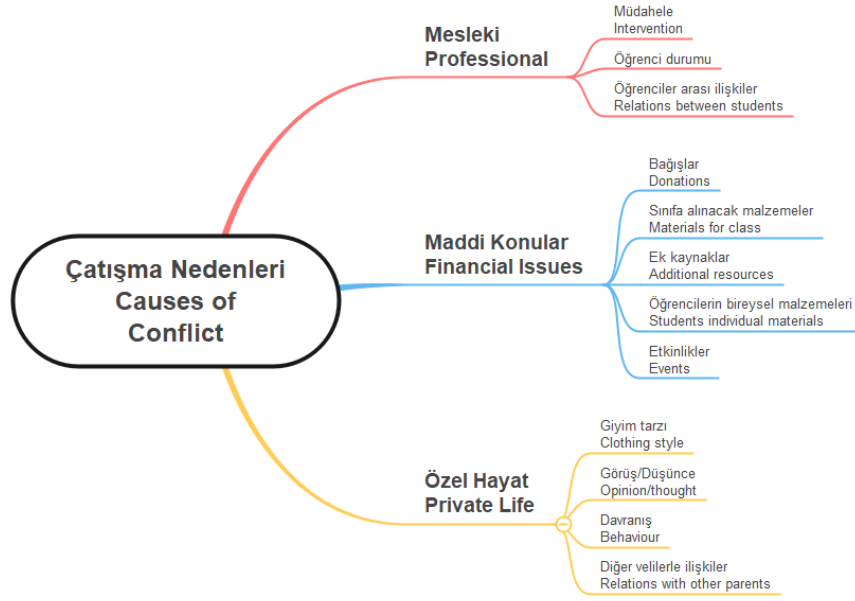 Çatışma Nedenleri
Causes of
Conflict
Mesleki
Professional
Müdahele
Intervention
Öğrenci durumu
Öğrenciler arası ilişkiler
Relations between students
Maddi Konular
Financial Issues
Bağışlar
Donations
Sınıfa alınacak malzemeler
Materials for class
Ek kaynaklar
Additional resources
Öğrencilerin bireysel malzemeleri
Students individual materials
Etkinlikler
Events
Özel Hayat
Private Life
Giyim tarzı
Clothing style
Görüş/Düşünce
Opinion/thought
Davranış
Behaviour
Diğer velilerle ilişkiler
Relations with other parents